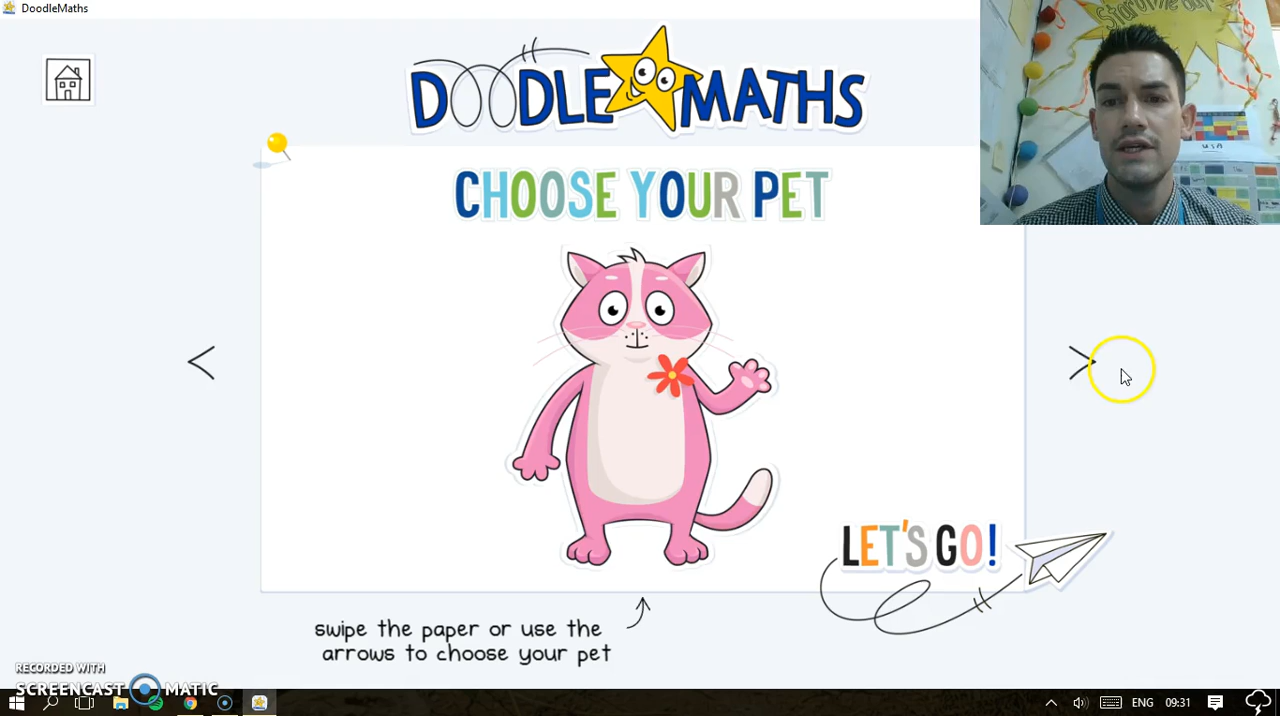 DoodleMaths
DOODLE MATHS
CHOOSE YOUR PET
USA
LET'S GO!
swipe the paper or use the
arrows to choose your pet
RECORDED WITH
SCREENCAST MATIC
ENG
09:31